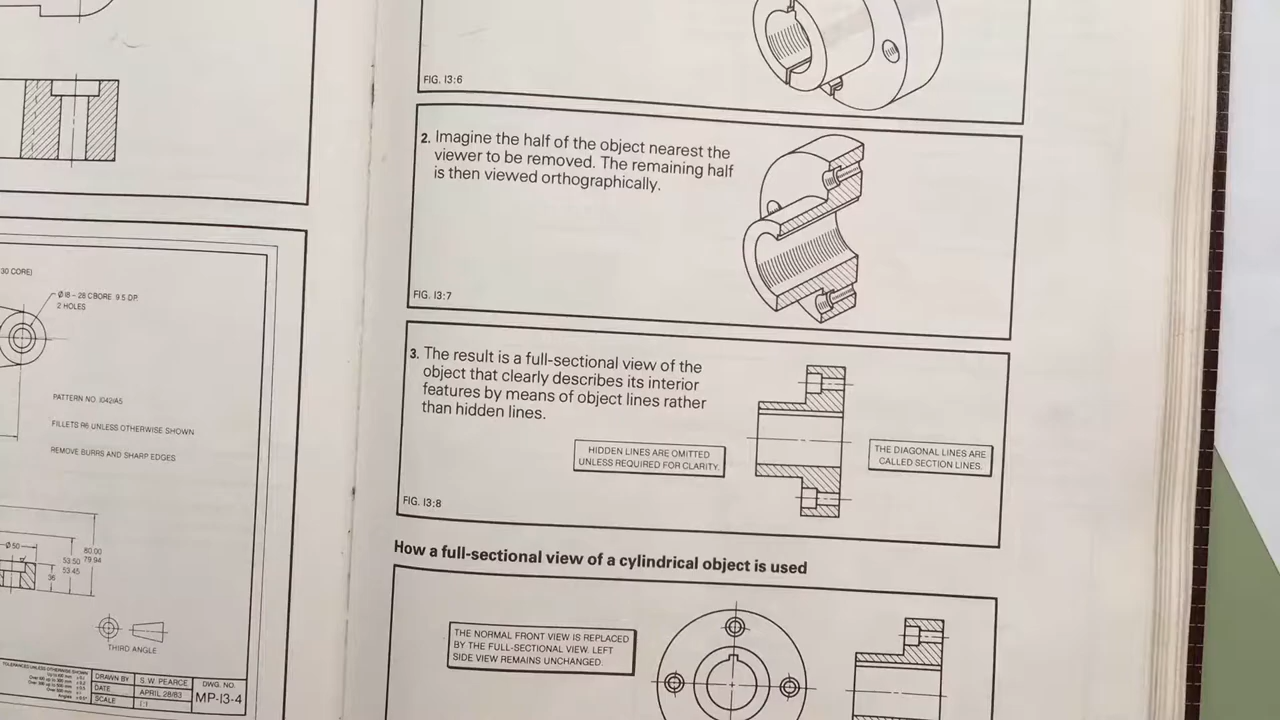 30 CORE)
Ø18 - 28 CBORE 9.5 DP.
2 HOLES
PATTERN NO. 1042/A5
FILLETS R6 UNLESS OTHERWISE SHOWN
REMOVE BURRS AND SHARP EDGES
Ø50
36
53.50
53.45
80.00
79.94
THIRD ANGLE
TOLERANCES UNLESS OTHERWISE SHOWN
DRAWN BY
S.W. PEARCE
DATE
APRIL 28/83
SCALE
DWG. NO.
MP-13-4
FIG. 13:6
2. Imagine the half of the object nearest the
viewer to be removed. The remaining half
is then viewed orthographically.
FIG. 13:7
3. The result is a full-sectional view of the
object that clearly describes its interior
features by means of object lines rather
than hidden lines.
HIDDEN LINES ARE OMITTED
UNLESS REQUIRED FOR CLARITY.
THE DIAGONAL LINES ARE
CALLED SECTION LINES.
FIG. 13:8
How a full-sectional view of a cylindrical object is used
THE NORMAL FRONT VIEW IS REPLACED
BY THE FULL-SECTIONAL VIEW. LEFT
SIDE VIEW REMAINS UNCHANGED.